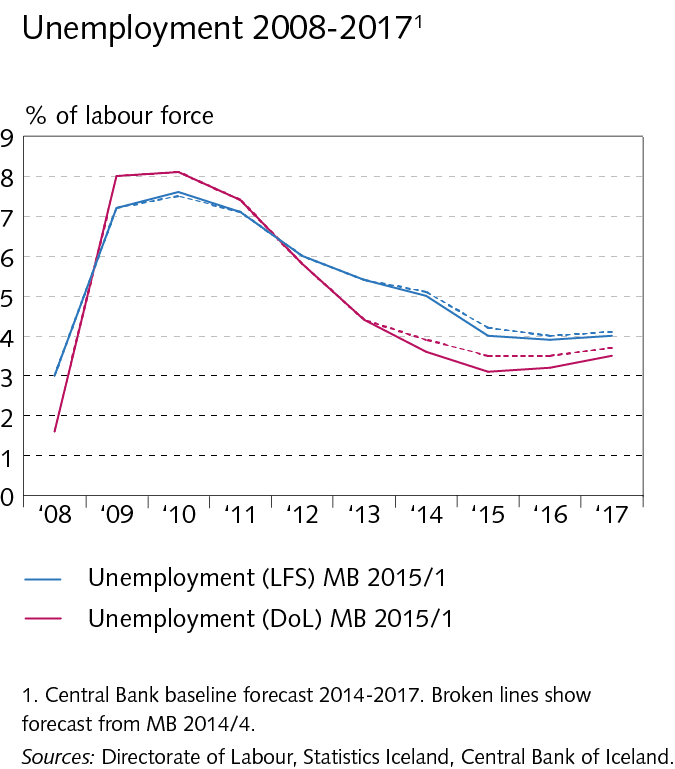 Unemployment 2008-2017¹
% of labour force
9
8
7
6
5
4
3
2
1
0
‘08 ‘09 ‘10 ‘11 ‘12 ‘13 ‘14 ‘15 ‘16 ‘17
Unemployment (LFS) MB 2015/1
Unemployment (DoL) MB 2015/1
1. Central Bank baseline forecast 2014-2017. Broken lines show
forecast from MB 2014/4.
Sources: Directorate of Labour, Statistics Iceland, Central Bank of Iceland.